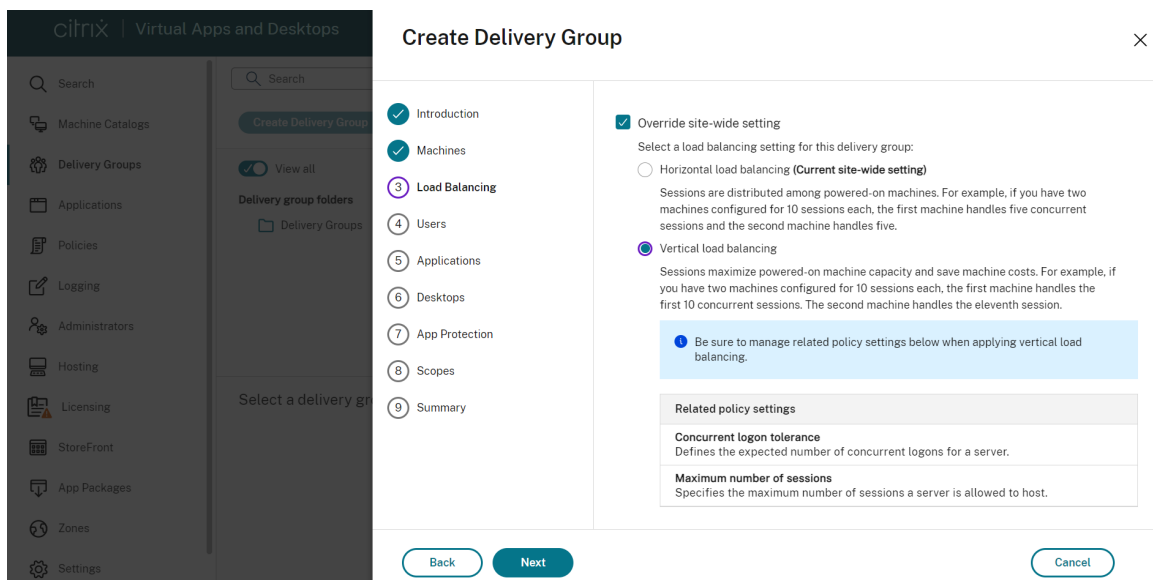 citrix | Virtual Apps and Desktops
Search
Machine Catalogs
Delivery Groups
Applications
Policies
Logging
Administrators
Hosting
Licensing
StoreFront
App Packages
Zones
Settings
Search
Create Delivery Group
View all
Delivery group folders
Delivery Groups
Select a delivery gr
Create Delivery Group
Introduction
Machines
3 Load Balancing
4 Users
5 Applications
6 Desktops
7 App Protection
8 Scopes
9 Summary
Override site-wide setting
Select a load balancing setting for this delivery group:
Horizontal load balancing (Current site-wide setting)
Sessions are distributed among powered-on machines. For example, if you have two
machines configured for 10 sessions each, the first machine handles five concurrent
sessions and the second machine handles five.
Vertical load balancing
Sessions maximize powered-on machine capacity and save machine costs. For example, if
you have two machines configured for 10 sessions each, the first machine handles the
first 10 concurrent sessions. The second machine handles the eleventh session.
Be sure to manage related policy settings below when applying vertical load
balancing.
Related policy settings
Concurrent logon tolerance
Defines the expected number of concurrent logons for a server.
Maximum number of sessions
Specifies the maximum number of sessions a server is allowed to host.
Back
Next
Cancel